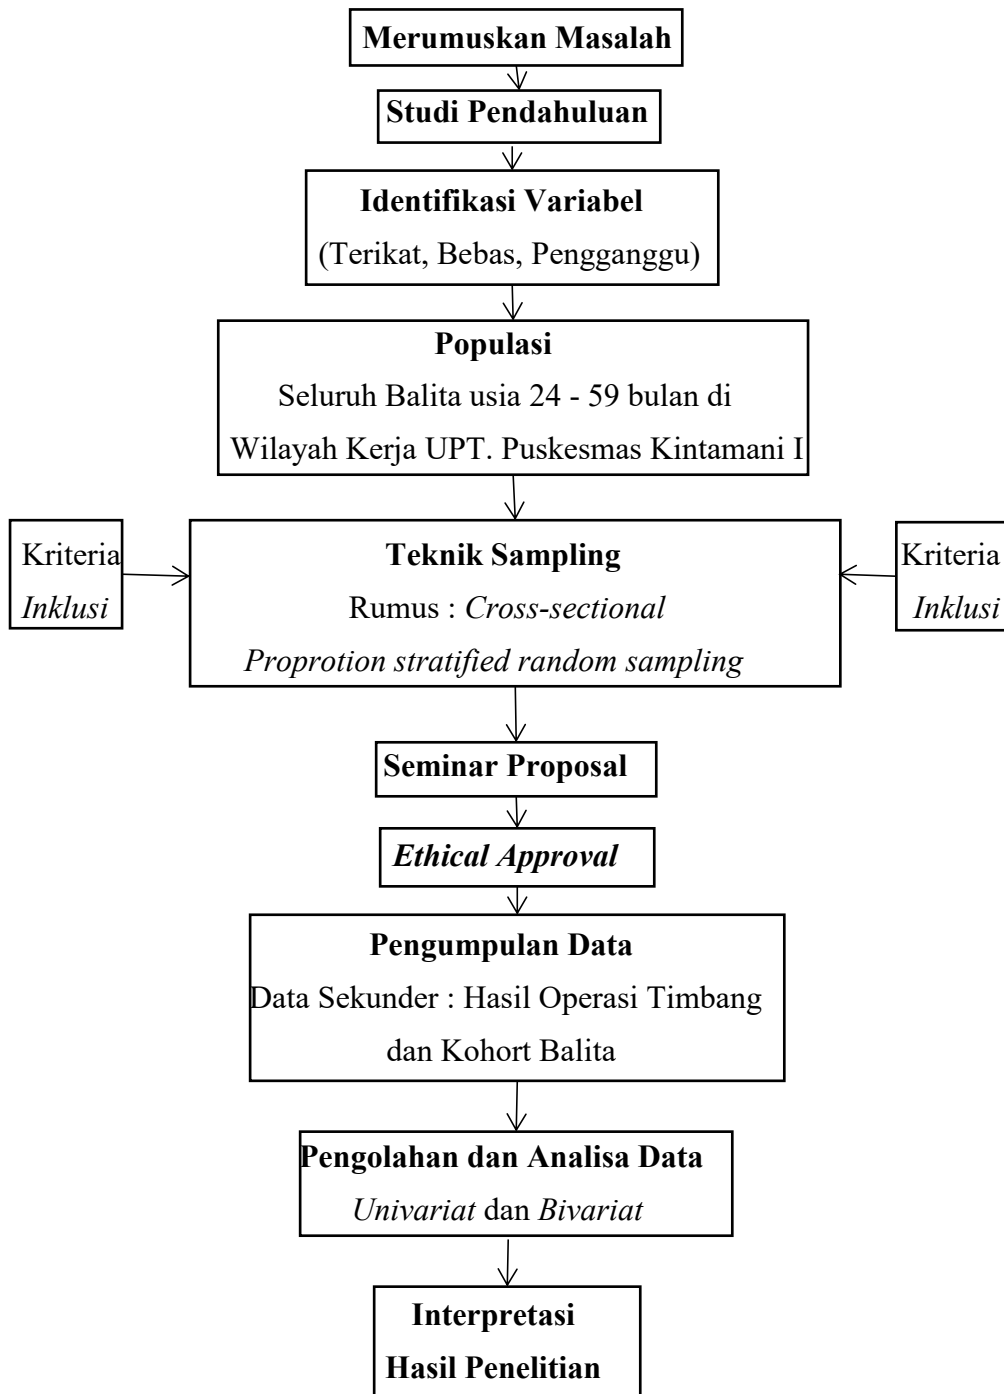 Merumuskan Masalah
Studi Pendahuluan
Identifikasi Variabel
(Terikat, Bebas, Pengganggu)
Populasi
Seluruh Balita usia 24 - 59 bulan di
Wilayah Kerja UPT. Puskesmas Kintamani I
Kriteria
Inklusi
Teknik Sampling
Rumus : Cross-sectional
Proprotion stratified random sampling
Kriteria
Inklusi
Seminar Proposal
Ethical Approval
Pengumpulan Data
Data Sekunder : Hasil Operasi Timbang
dan Kohort Balita
Pengolahan dan Analisa Data
Univariat dan Bivariat
Interpretasi
Hasil Penelitian